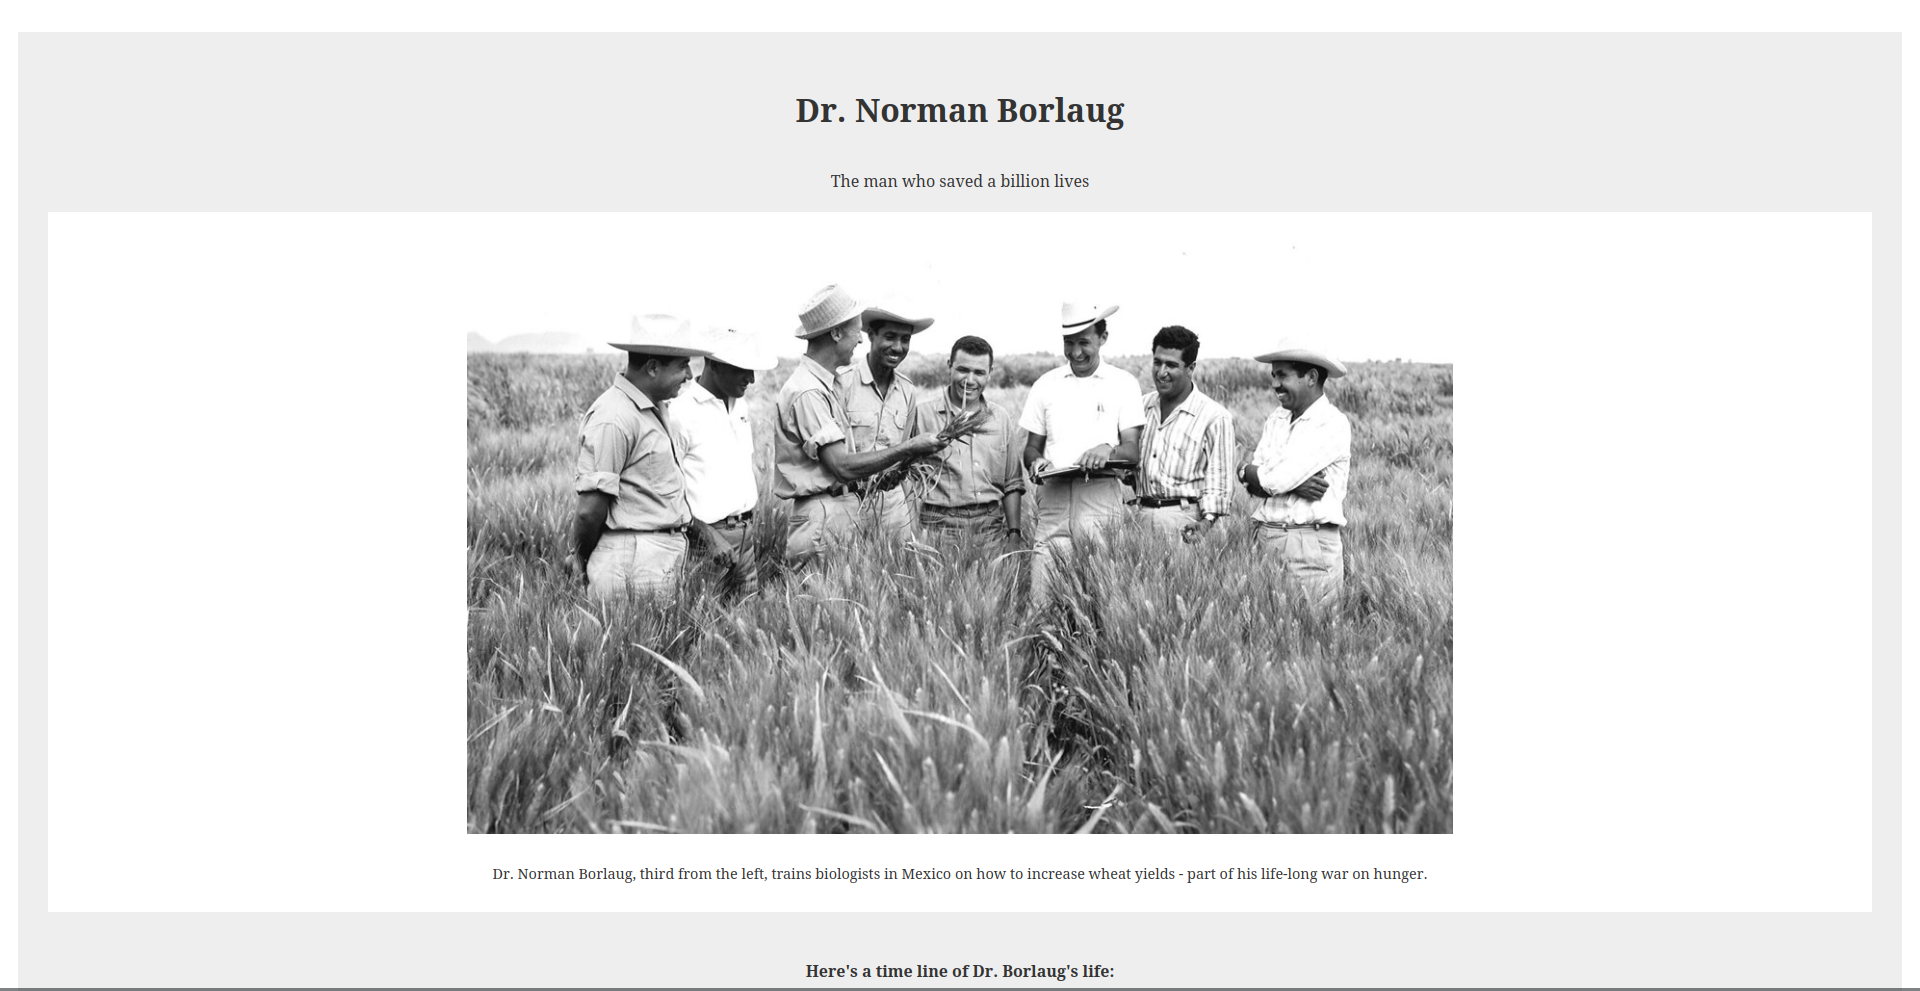 Dr. Norman Borlaug
The man who saved a billion lives
Dr. Norman Borlaug, third from the left, trains biologists in Mexico on how to increase wheat yields - part of his life-long war on hunger.
Here's a time line of Dr. Borlaug's life: